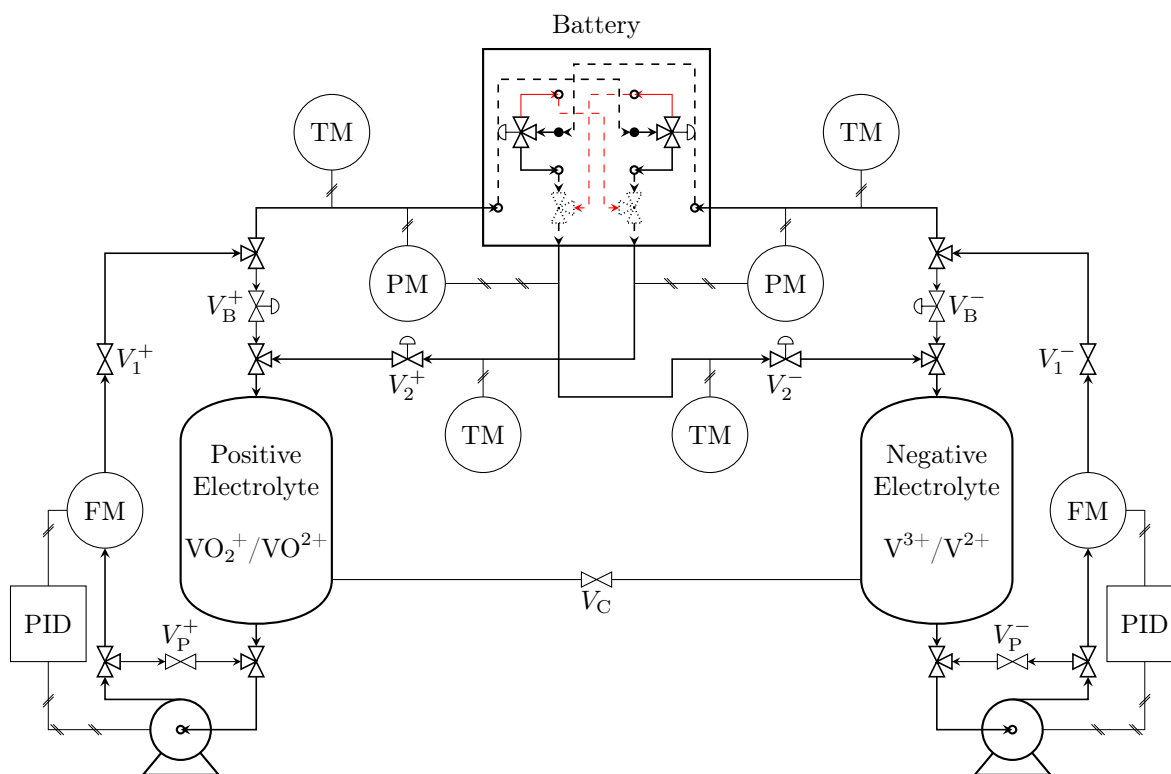 Battery
TM
TM
PM
PM
V_B^+
V_B^-
V_1^+
V_2^+
V_2^-
V_1^-
TM
TM
Positive
Electrolyte
VO₂⁺/VO²⁺
Negative
Electrolyte
V³⁺/V²⁺
FM
FM
V_C
PID
PID
V_P^+
V_P^-